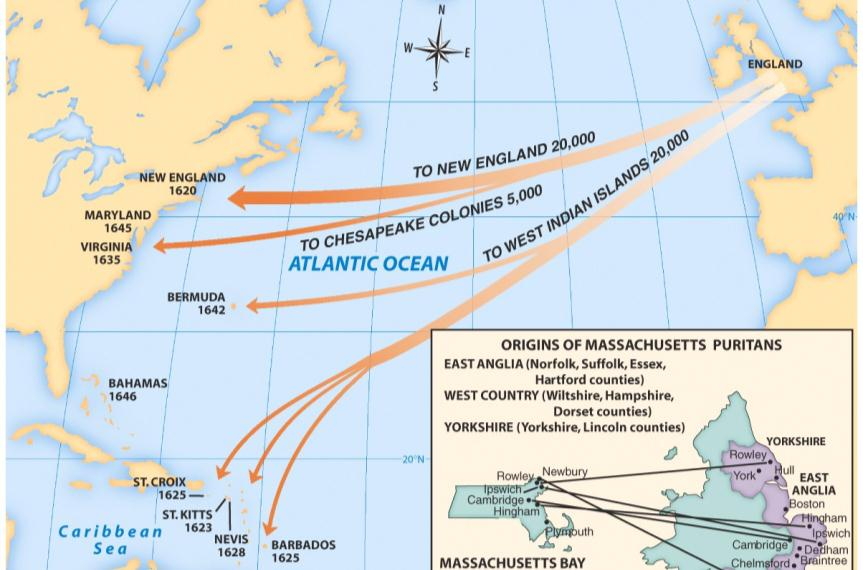 N
W
E
S
ENGLAND
TO NEW ENGLAND 20,000
NEW ENGLAND
1620
TO CHESAPEAKE COLONIES 5,000
TO WEST INDIAN ISLANDS 20,000
MARYLAND
1645
VIRGINIA
1635
40°N
ATLANTIC OCEAN
BERMUDA
1642
BAHAMAS
1646
20°N
ST. CROIX
1625
ST. KITTS
1623
NEVIS
1628
BARBADOS
1625
Caribbean
Sea
ORIGINS OF MASSACHUSETTS PURITANS
EAST ANGLIA (Norfolk, Suffolk, Essex,
Hartford counties)
WEST COUNTRY (Wiltshire, Hampshire,
Dorset counties)
YORKSHIRE (Yorkshire, Lincoln counties)
YORKSHIRE
Rowley
York
Hull
EAST
ANGLIA
Boston
Hingham
Ipswich
Cambridge
Dedham
Chelmsford
Braintree
Rowley
Newbury
Ipswich
Cambridge
Hingham
Plymouth
MASSACHUSETTS BAY